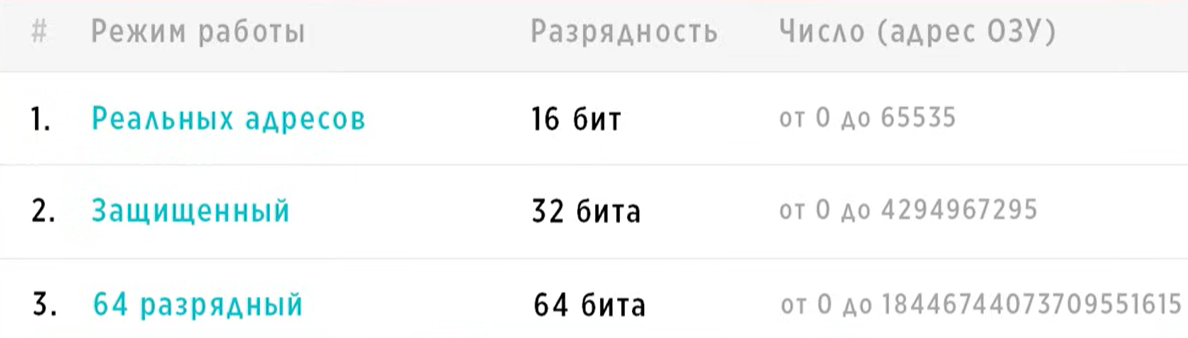 # Режим работы Разрядность Число (адрес ОЗУ)
1. Реальных адресов 16 бит от 0 до 65535
2. Защищенный 32 бита от 0 до 4294967295
3. 64 разрядный 64 бита от 0 до 18446744073709551615